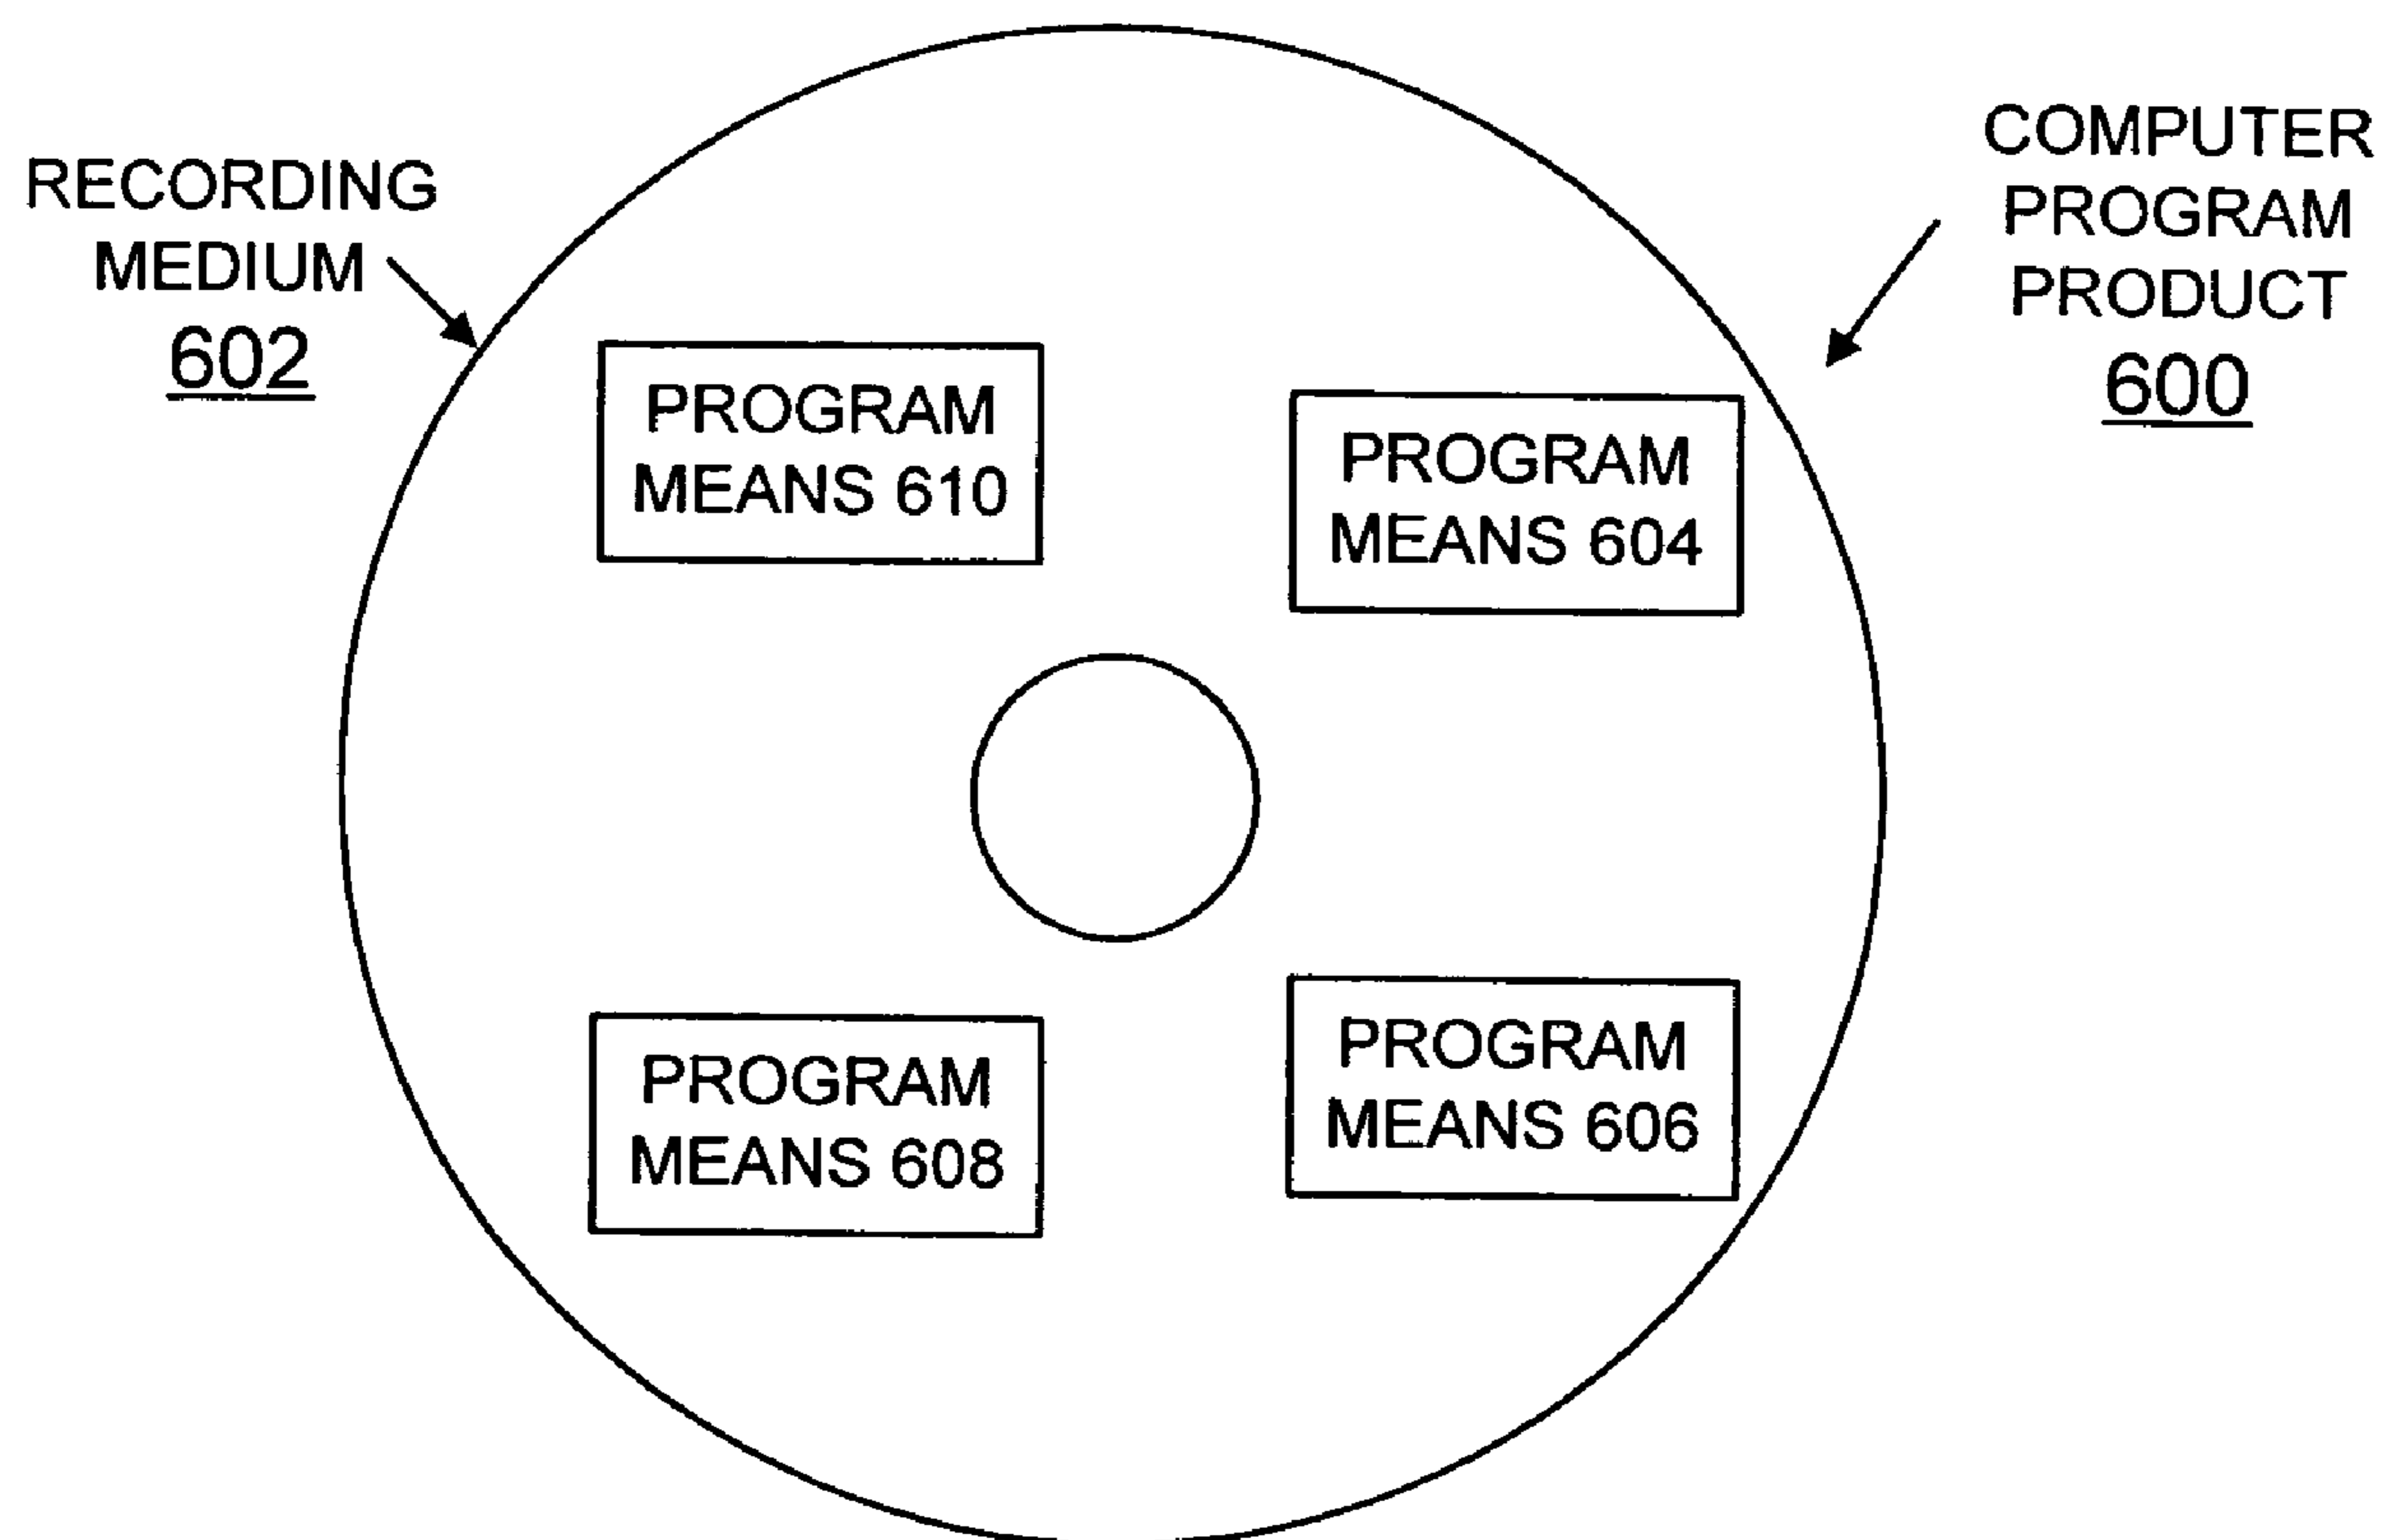 RECORDING
MEDIUM
602
COMPUTER
PROGRAM
PRODUCT
600
PROGRAM
MEANS 610
PROGRAM
MEANS 604
PROGRAM
MEANS 608
PROGRAM
MEANS 606